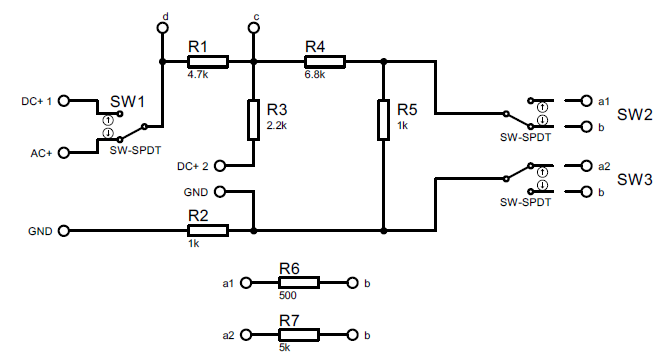 d
c
R1
4.7k
R4
6.8k
DC+ 1
SW1
AC+
SW-SPDT
R3
2.2k
R5
1k
a1
SW2
b
SW-SPDT
DC+ 2
GND
a2
SW3
b
SW-SPDT
GND
R2
1k
a1
R6
500
b
a2
R7
5k
b